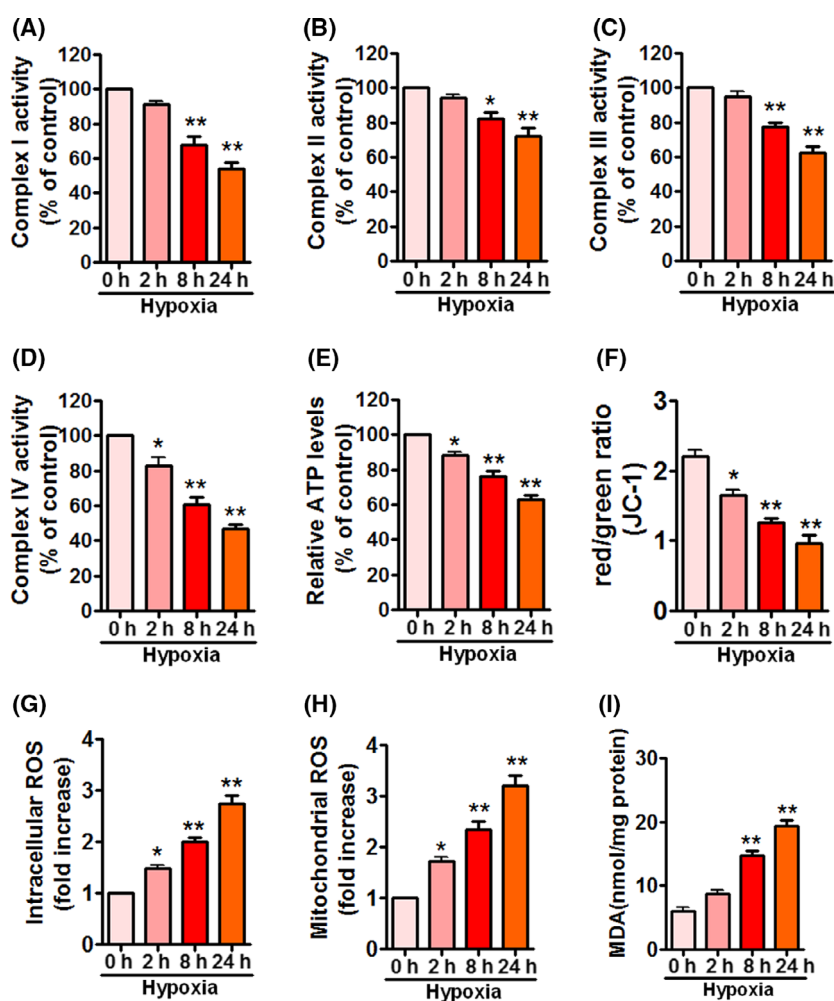 (A)
Complex I activity
(% of control)
120
100
80
60
40
20
0
**
**
0 h 2 h 8 h 24 h
Hypoxia
(B)
Complex II activity
(% of control)
120
100
80
60
40
20
0
*
**
0 h 2 h 8 h 24 h
Hypoxia
(C)
Complex III activity
(% of control)
120
100
80
60
40
20
0
**
**
0 h 2 h 8 h 24 h
Hypoxia
(D)
Complex IV activity
(% of control)
120
100
80
60
40
20
0
*
**
**
0 h 2 h 8 h 24 h
Hypoxia
(E)
Relative ATP levels
(% of control)
120
100
80
60
40
20
0
*
**
**
0 h 2 h 8 h 24 h
Hypoxia
(F)
red/green ratio
(JC-1)
3
2
1
0
*
**
**
0 h 2 h 8 h 24 h
Hypoxia
(G)
Intracellular ROS
(fold increase)
4
3
2
1
0
*
**
**
0 h 2 h 8 h 24 h
Hypoxia
(H)
Mitochondrial ROS
(fold increase)
4
3
2
1
0
*
**
**
0 h 2 h 8 h 24 h
Hypoxia
(I)
MDA(nmol/mg protein)
30
20
10
0
**
**
0 h 2 h 8 h 24 h
Hypoxia